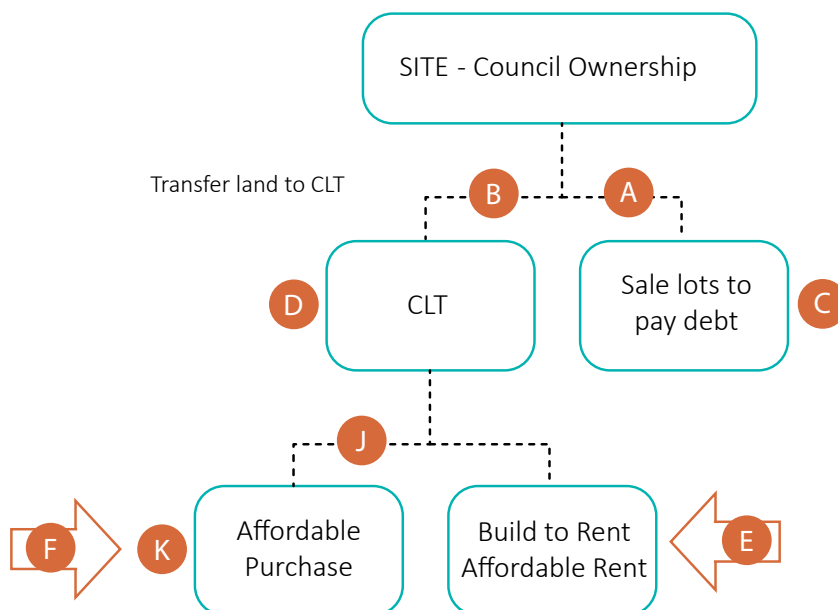 SITE - Council Ownership
Transfer land to CLT
B
A
D
CLT
Sale lots to
pay debt
C
J
F
K
Affordable
Purchase
Build to Rent
Affordable Rent
E